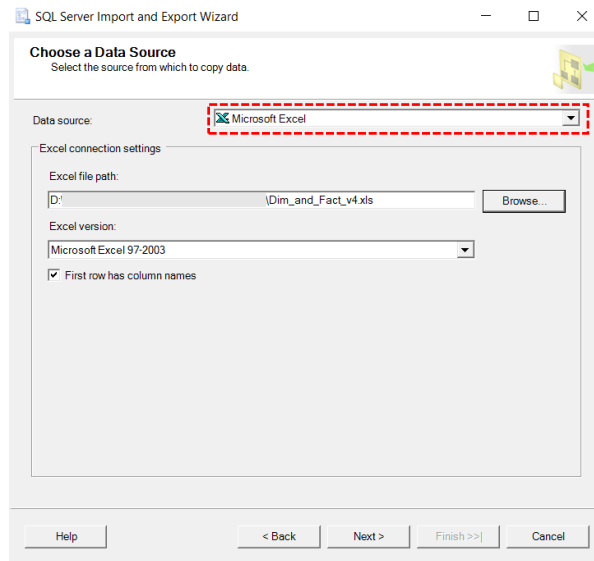 SQL Server Import and Export Wizard
Choose a Data Source
Select the source from which to copy data.
Data source:
Microsoft Excel
Excel connection settings
Excel file path:
D:\ \Dim_and_Fact_v4.xls
Browse...
Excel version:
Microsoft Excel 97-2003
First row has column names
Help
< Back
Next >
Finish >>|
Cancel